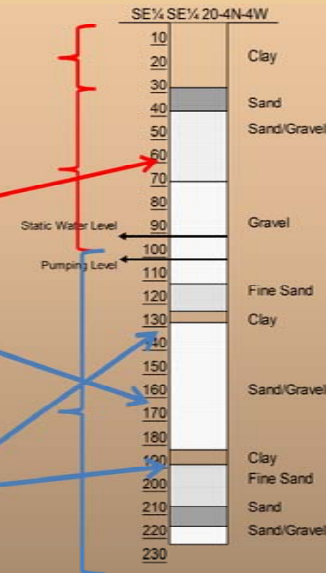 SE¼ SE¼ 20-4N-4W
10
Clay
20
30
Sand
40
Sand/Gravel
50
60
70
80
Gravel
Static Water Level
90
100
Pumping Level
110
Fine Sand
120
Clay
130
140
150
Sand/Gravel
160
170
180
Clay
190
Fine Sand
200
Sand
210
Sand/Gravel
220
230